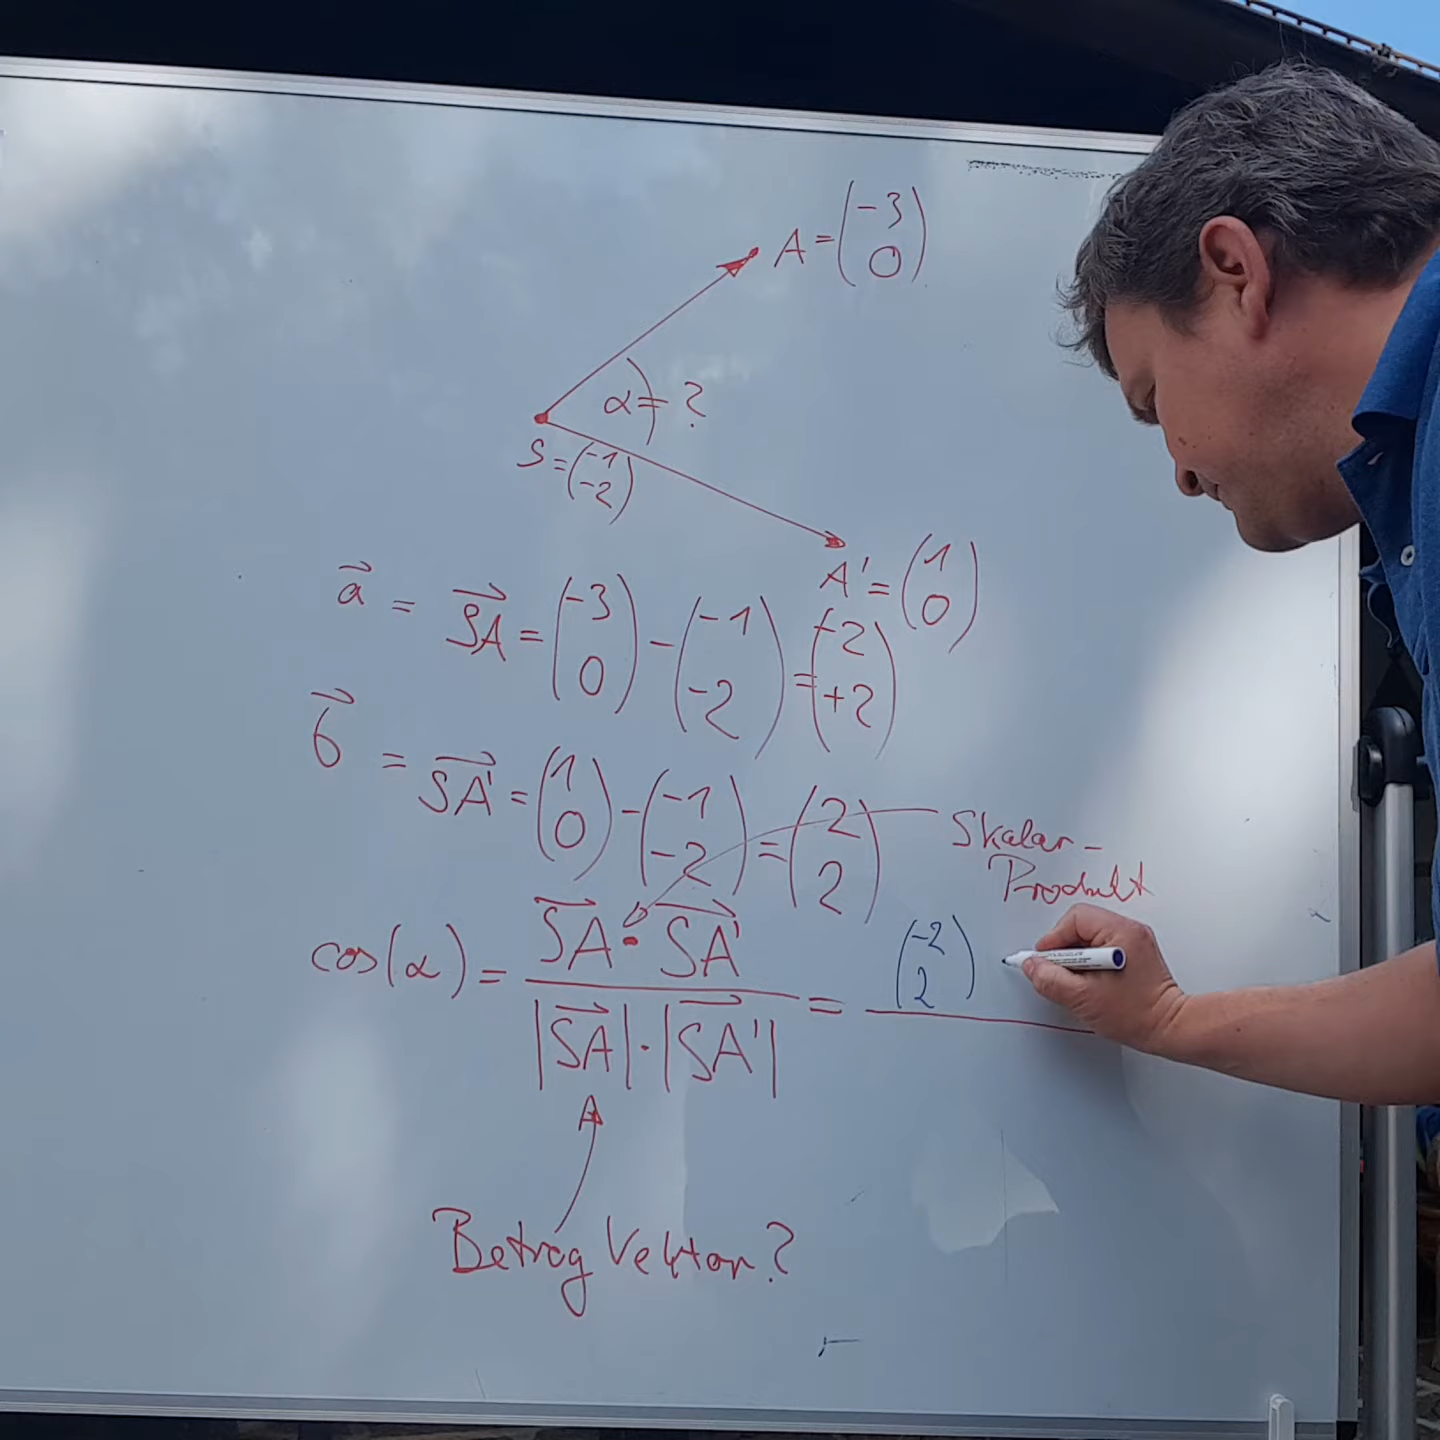 A = (-3 0)
α = ?
S = (-1 -2)
A' = (1 0)
a⃗ = SA⃗ = (-3 0) - (-1 -2) = (-2 +2)
b⃗ = SA'⃗ = (1 0) - (-1 -2) = (2 2)
Skalar-
Produkt
cos(α) = SA⃗ · SA'⃗ / |SA⃗| · |SA'⃗| = (-2 2)
Betrag Vektor?